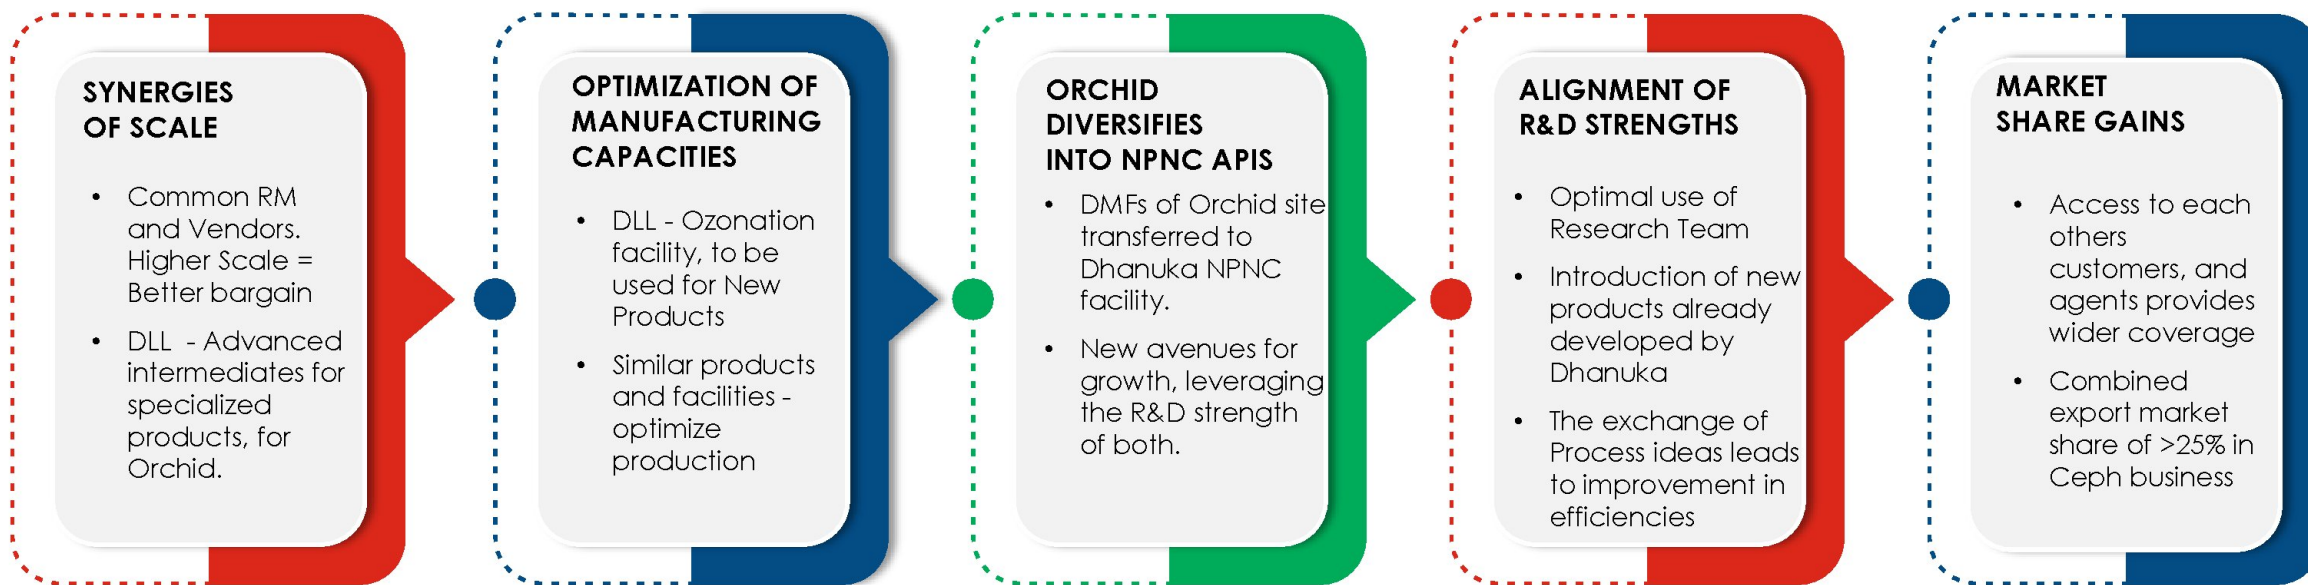 SYNERGIES
OF SCALE
• Common RM
and Vendors.
Higher Scale =
Better bargain
• DLL - Advanced
intermediates for
specialized
products, for
Orchid.
OPTIMIZATION OF
MANUFACTURING
CAPACITIES
• DLL - Ozonation
facility, to be
used for New
Products
• Similar products
and facilities -
optimize
production
ORCHID
DIVERSIFIES
INTO NPNC APIS
• DMFs of Orchid site
transferred to
Dhanuka NPNC
facility.
• New avenues for
growth, leveraging
the R&D strength
of both.
ALIGNMENT OF
R&D STRENGTHS
• Optimal use of
Research Team
• Introduction of new
products already
developed by
Dhanuka
• The exchange of
Process ideas leads
to improvement in
efficiencies
MARKET
SHARE GAINS
• Access to each
others
customers, and
agents provides
wider coverage
• Combined
export market
share of >25% in
Ceph business